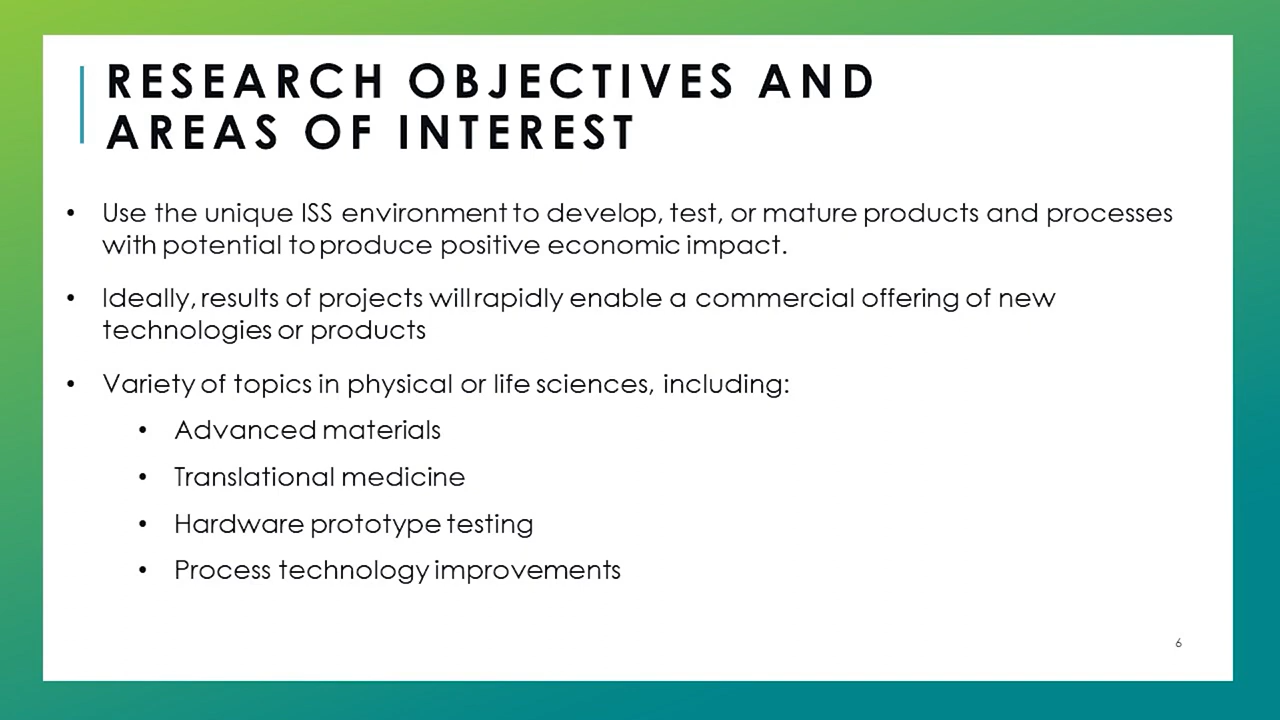 RESEARCH OBJECTIVES AND
AREAS OF INTEREST
• Use the unique ISS environment to develop, test, or mature products and processes
with potential to produce positive economic impact.
• Ideally, results of projects will rapidly enable a commercial offering of new
technologies or products
• Variety of topics in physical or life sciences, including:
• Advanced materials
• Translational medicine
• Hardware prototype testing
• Process technology improvements
6